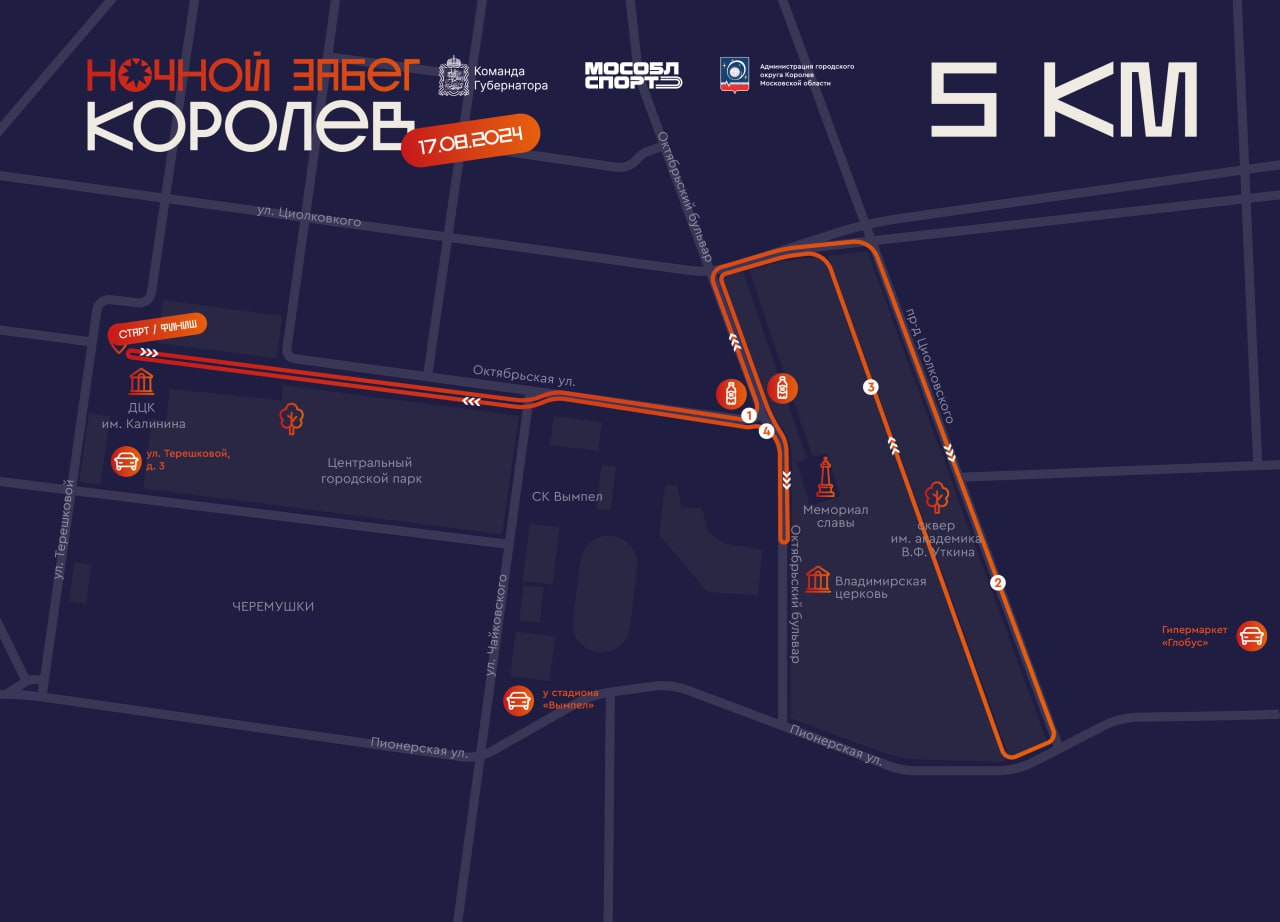 НОЧНОЙ ЗАБЕГ
КОРОЛЕВ
17.08.2024
Команда
Губернатора
МОСОБЛ
СПОРТ
Администрация городского
округа Королев
Московской области
5 КМ
Октябрьский бульвар
ул. Циолковкого
СТАРТ / ФИНИШ
пр-д Циолковского
Октябрьская ул.
3
1
4
ДЦК
им. Калинина
ул. Терешковой,
д. 3
Центральный
городской парк
СК Вымпел
Мемориал
славы
сквер
им. академика
В.Ф. Уткина
ул. Терешковой
Октябрьский бульвар
2
Владимирская
церковь
ЧЕРЕМУШКИ
ул. Чайковского
Гипермаркет
«Глобус»
у стадиона
«Вымпел»
Пионерская ул.
Пионерская ул.